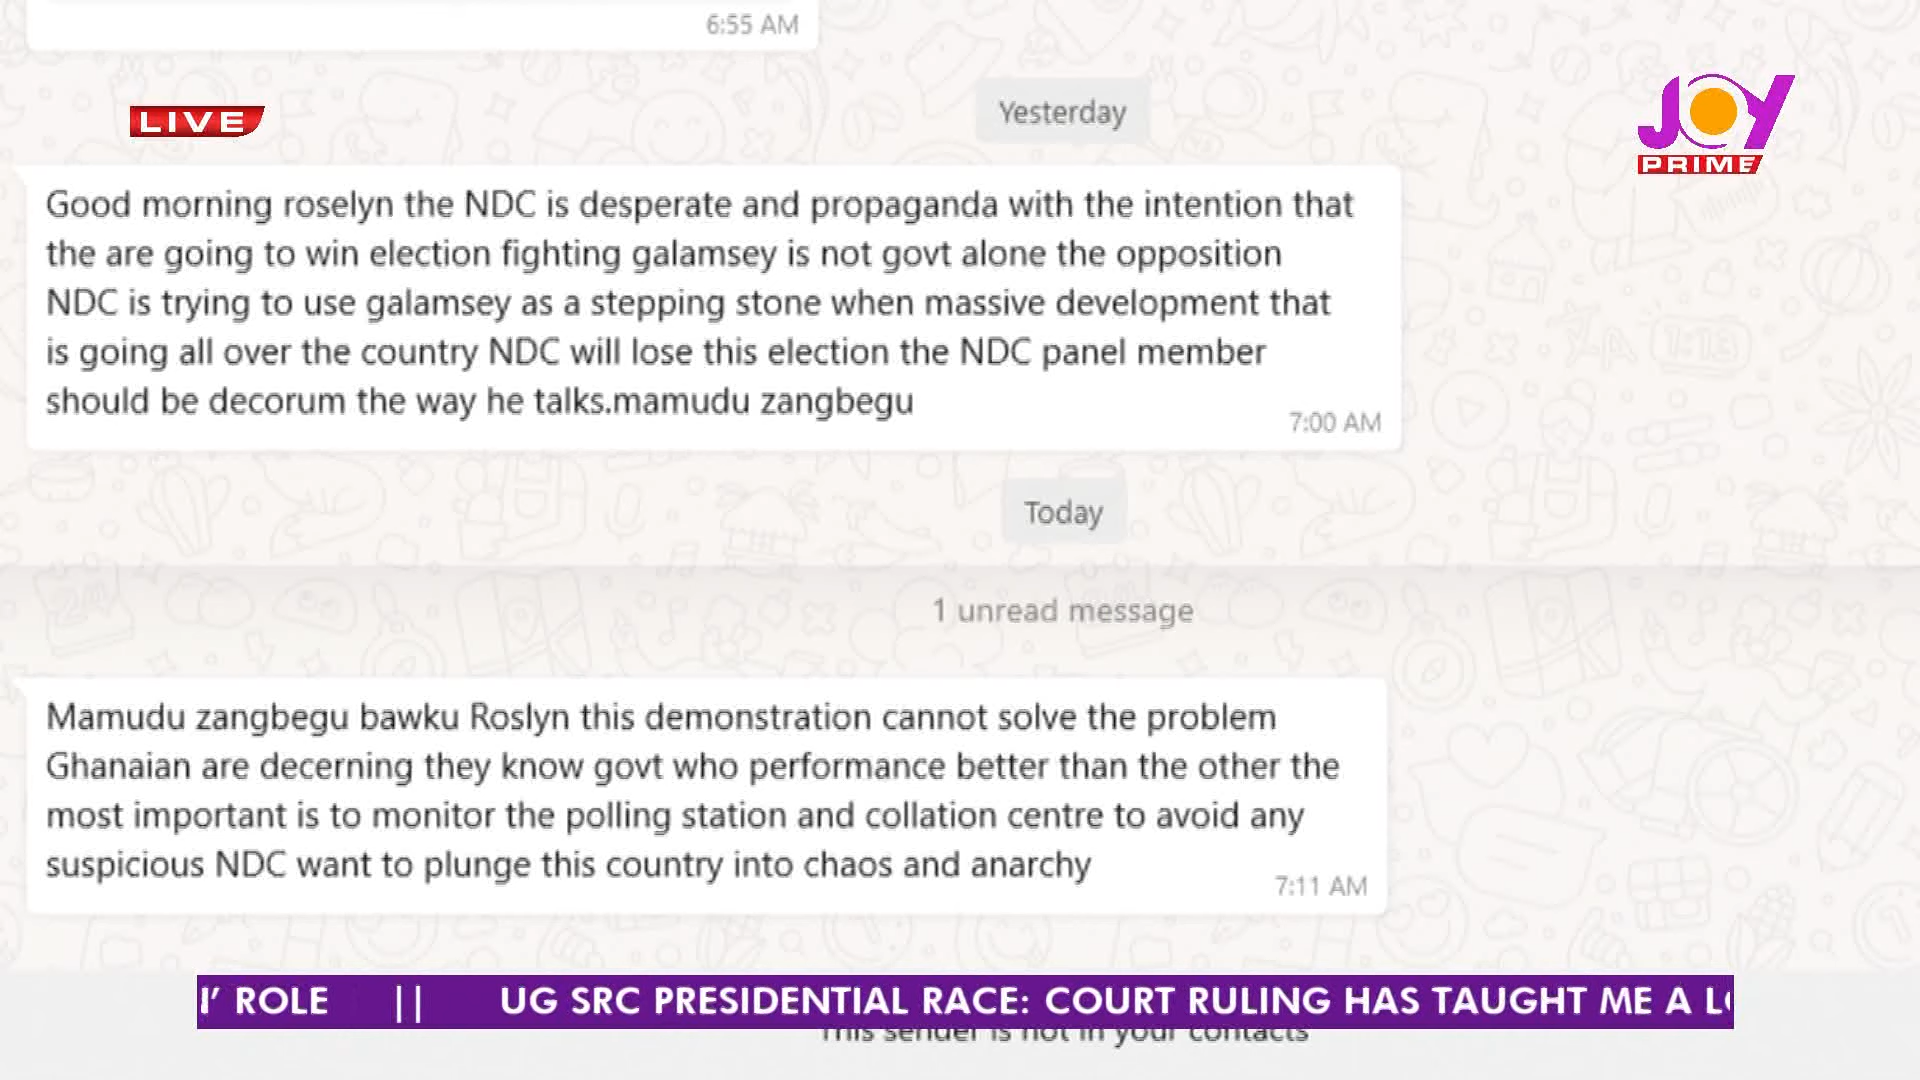 6:55 AM
LIVE
Yesterday
JOY
PRIME
Good morning roselyn the NDC is desperate and propaganda with the intention that
the are going to win election fighting galamsey is not govt alone the opposition
NDC is trying to use galamsey as a stepping stone when massive development that
is going all over the country NDC will lose this election the NDC panel member
should be decorum the way he talks.mamudu zangbegu
7:00 AM
Today
1 unread message
Mamudu zangbegu bawku Roslyn this demonstration cannot solve the problem
Ghanaian are decerning they know govt who performance better than the other the
most important is to monitor the polling station and collation centre to avoid any
suspicious NDC want to plunge this country into chaos and anarchy
7:11 AM
ROLE || UG SRC PRESIDENTIAL RACE: COURT RULING HAS TAUGHT ME A
This sender is not in your contacts